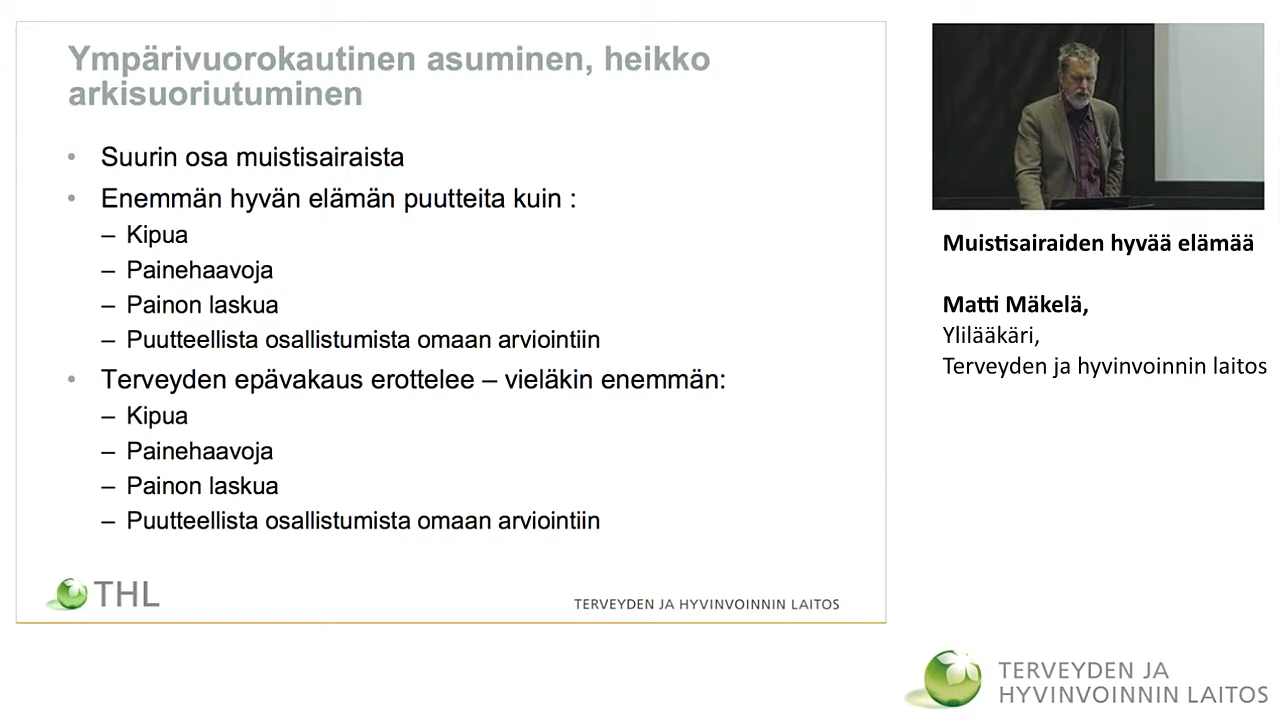 Ympärivuorokautinen asuminen, heikko
arkisuoriutuminen
• Suurin osa muistisairaista
• Enemmän hyvän elämän puutteita kuin :
– Kipua
– Painehaavoja
– Painon laskua
– Puutteellista osallistumista omaan arviointiin
• Terveyden epävakaus erottelee – vieläkin enemmän:
– Kipua
– Painehaavoja
– Painon laskua
– Puutteellista osallistumista omaan arviointiin
THL
TERVEYDEN JA HYVINVOINNIN LAITOS
Muistisairaiden hyvää elämää
Matti Mäkelä,
Ylilääkäri,
Terveyden ja hyvinvoinnin laitos
TERVEYDEN JA
HYVINVOINNIN LAITOS